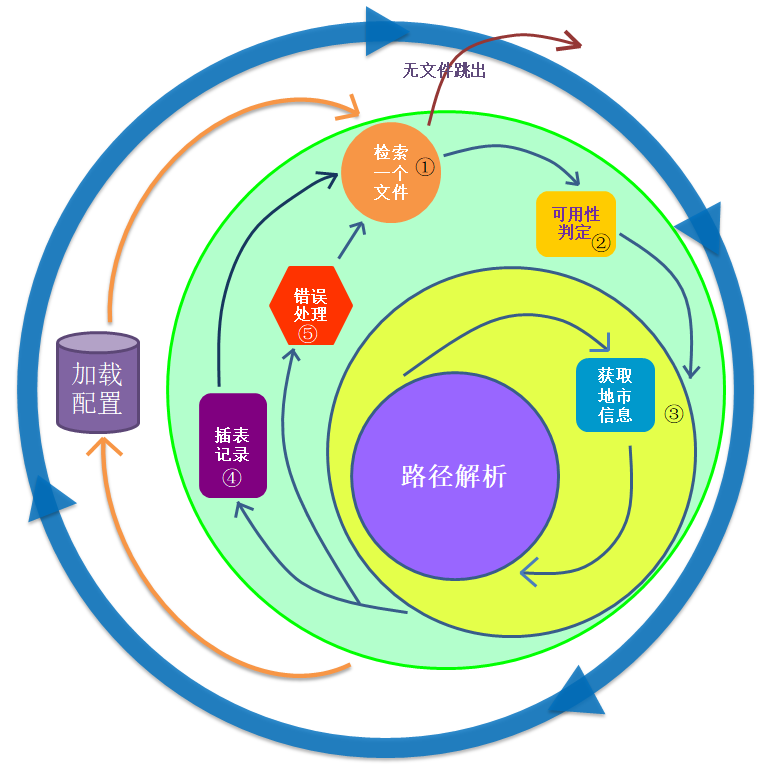 无文件跳出
检索
一个
文件
①
可用性
判定
②
错误
处理
⑤
加载
配置
获取
地市
信息
③
插表
记录
④
路径解析